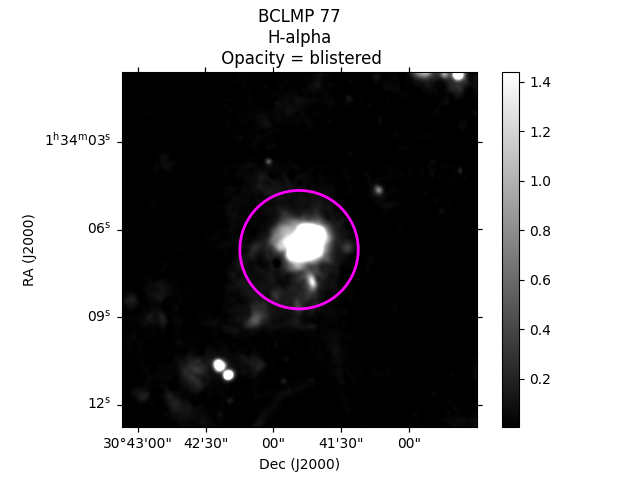 BCLMP 77
H-alpha
Opacity = blistered
RA (J2000)
1ʰ34ᵐ03ˢ
06ˢ
09ˢ
12ˢ
30°43'00" 42'30" 00" 41'30" 00"
Dec (J2000)
1.4
1.2
1.0
0.8
0.6
0.4
0.2